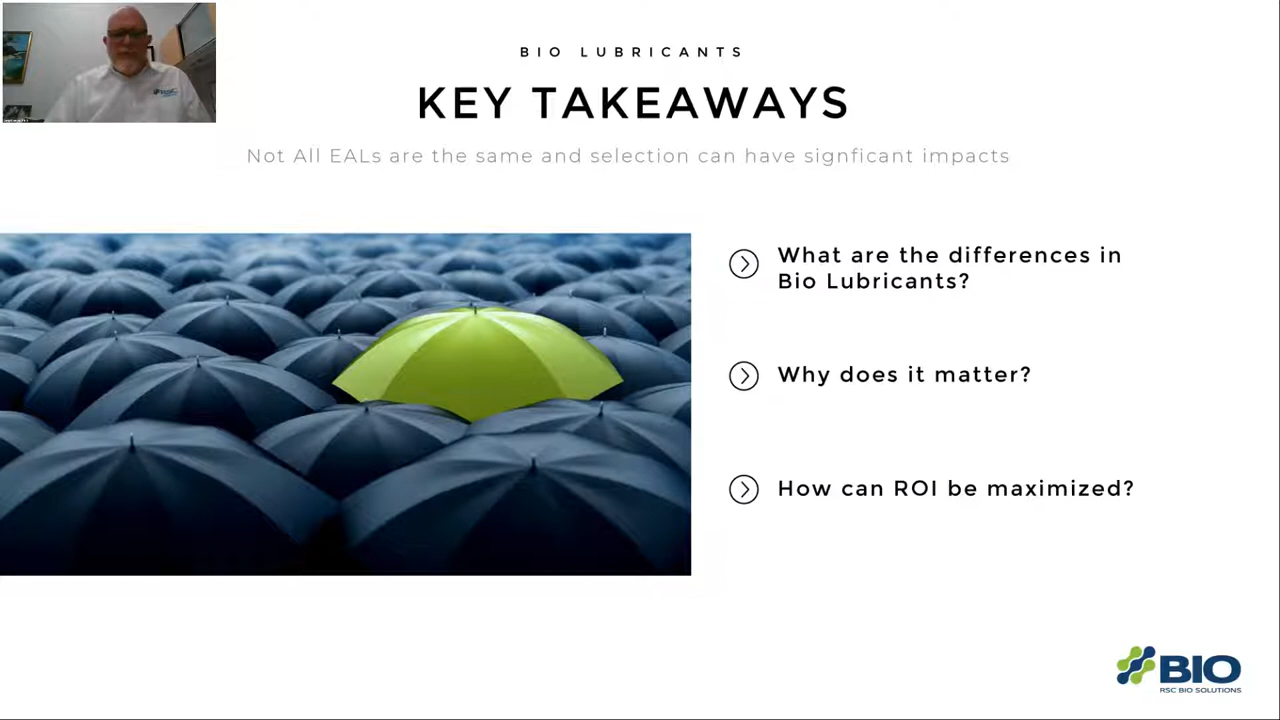 BIO LUBRICANTS
KEY TAKEAWAYS
Not All EALs are the same and selection can have signficant impacts
What are the differences in
Bio Lubricants?
Why does it matter?
How can ROI be maximized?
BIO
RSC BIO SOLUTIONS